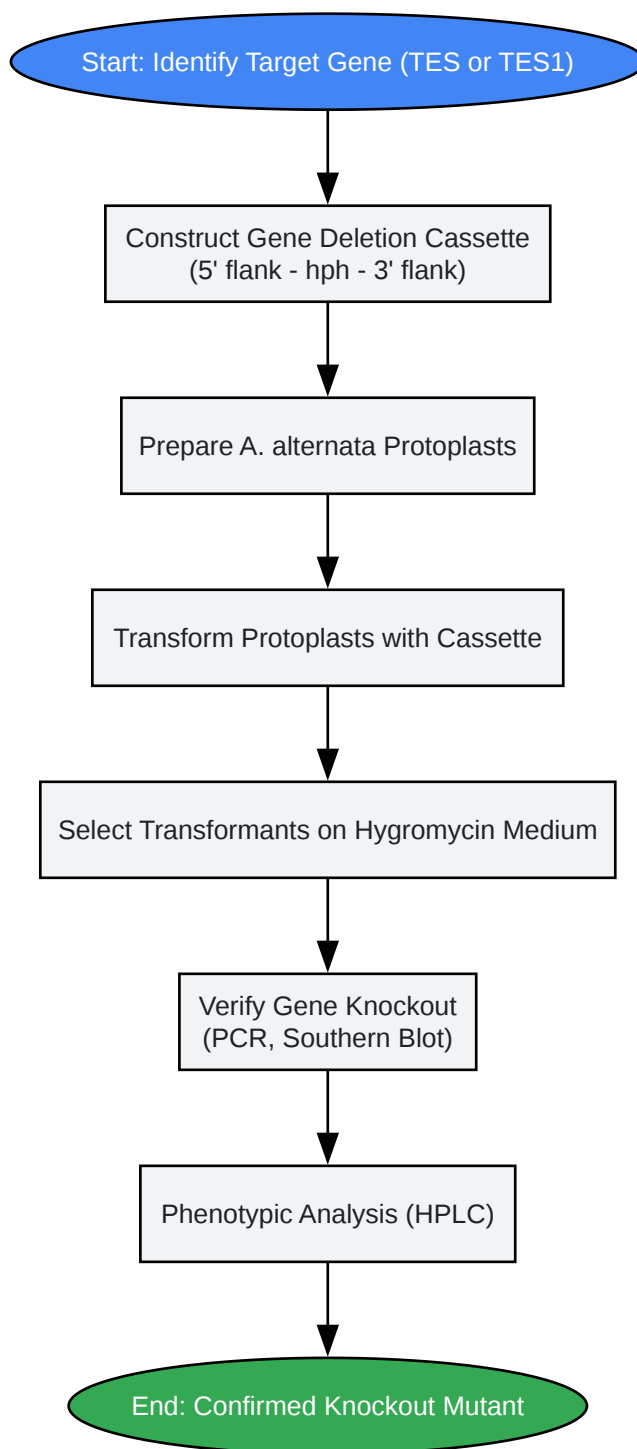 Start: Identify Target Gene (TES or TES1)
Construct Gene Deletion Cassette
(5' flank - hph - 3' flank)
Prepare A. alternata Protoplasts
Transform Protoplasts with Cassette
Select Transformants on Hygromycin Medium
Verify Gene Knockout
(PCR, Southern Blot)
Phenotypic Analysis (HPLC)
End: Confirmed Knockout Mutant